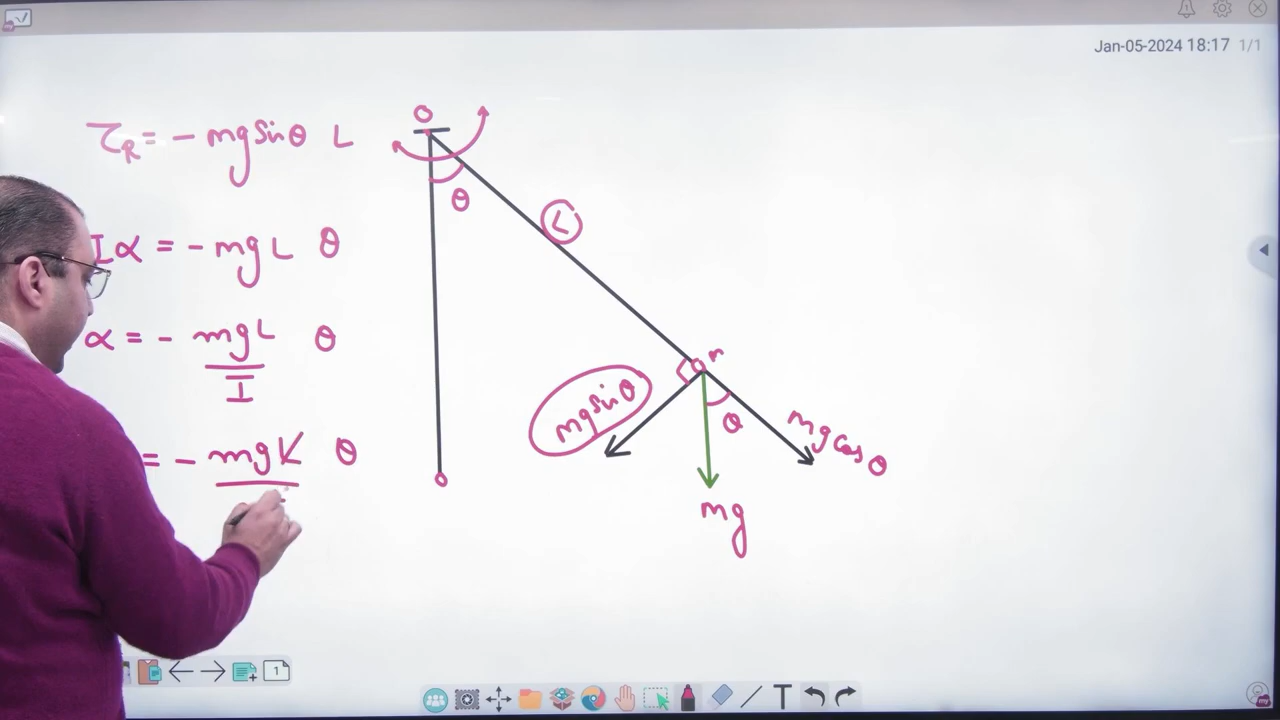 Jan-05-2024 18:17 1/1
τR = - mg sinθ L
O
θ
L
Iα = - mgL θ
α = - mgL θ
I
= - mgL θ
m
mg sinθ
θ
mg cosθ
mg
1
T